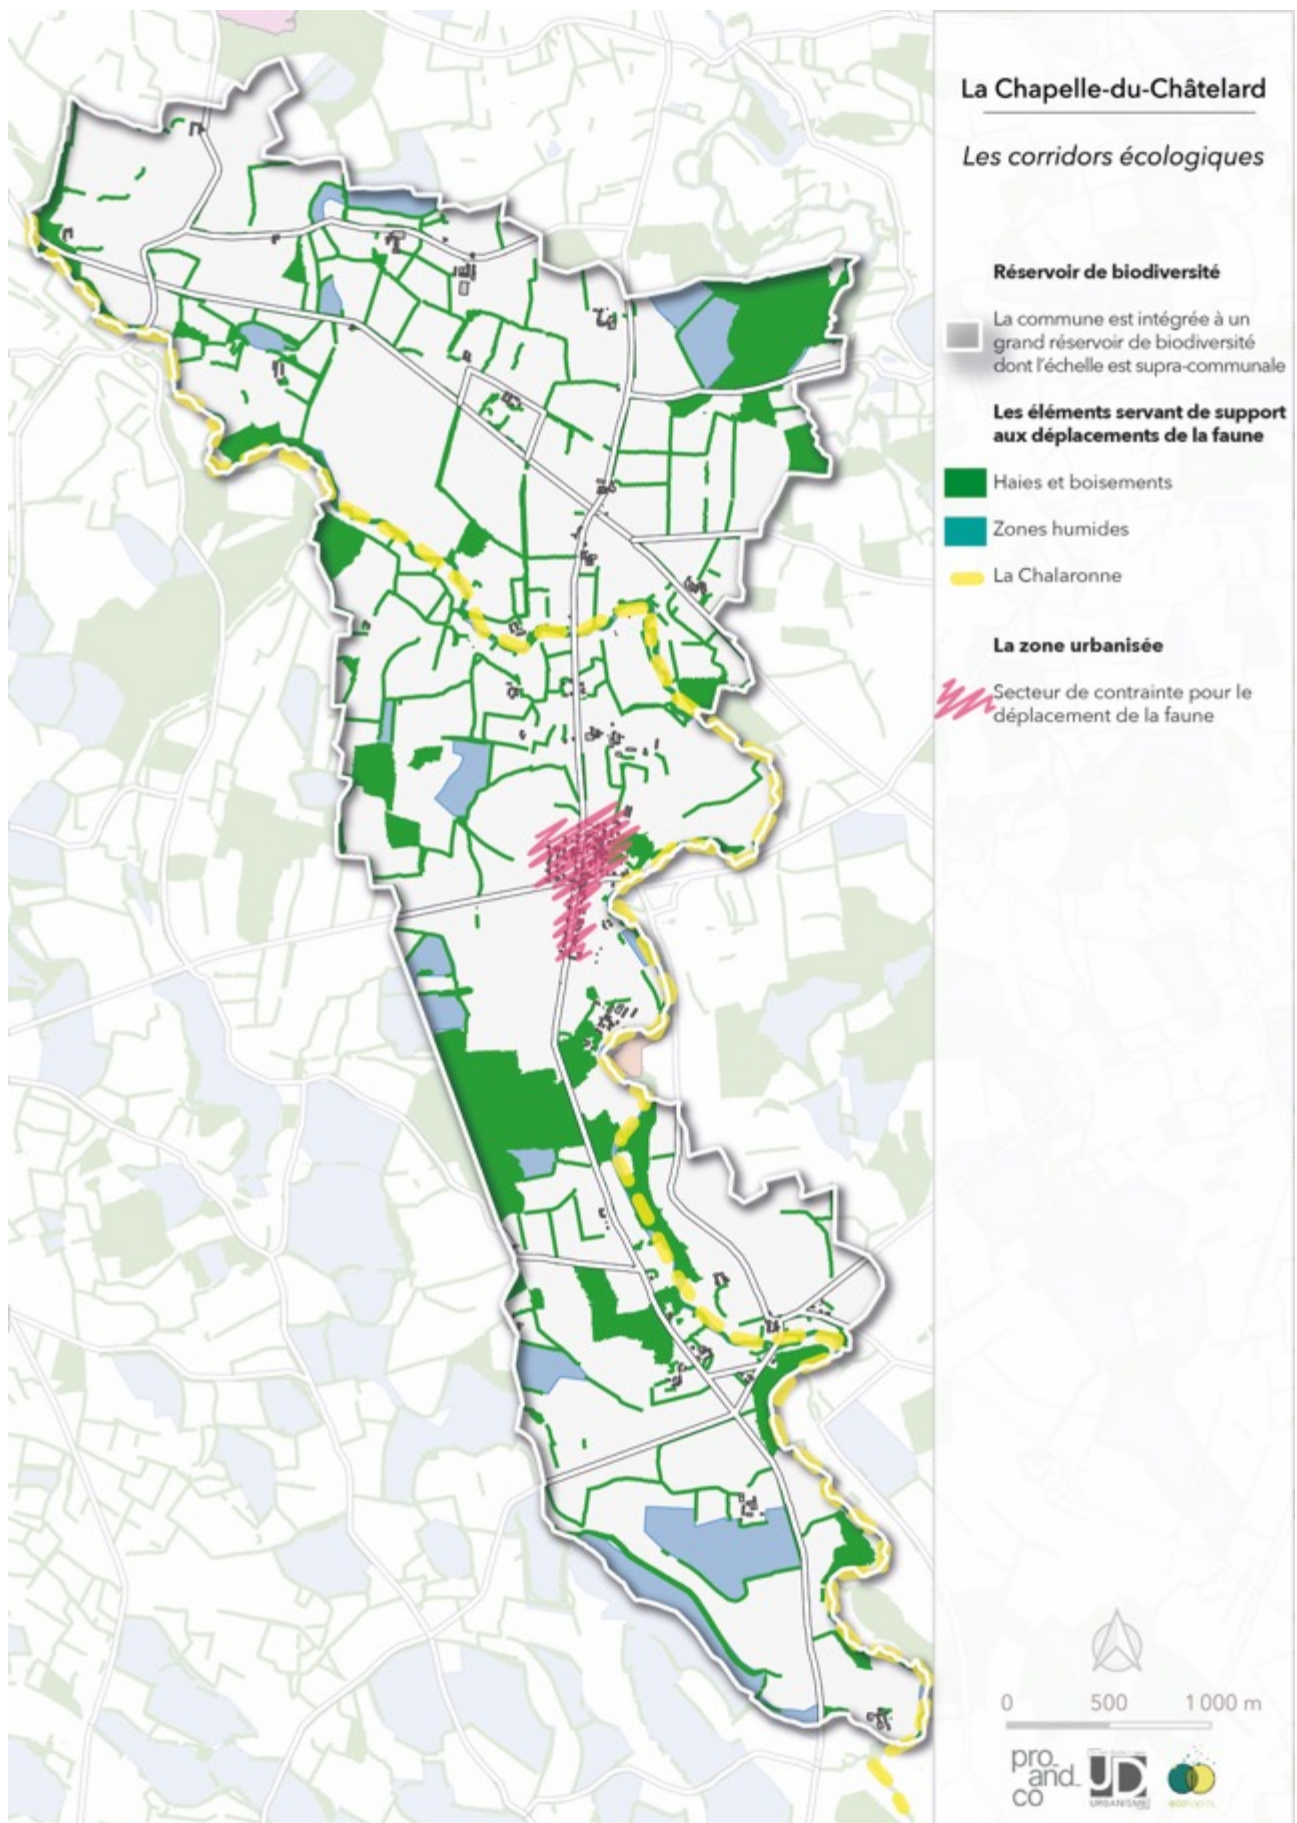 La Chapelle-du-Châtelard
Les corridors écologiques
Réservoir de biodiversité
La commune est intégrée à un
grand réservoir de biodiversité
dont l'échelle est supra-communale
Les éléments servant de support
aux déplacements de la faune
Haies et boisements
Zones humides
La Chalaronne
La zone urbanisée
Secteur de contrainte pour le
déplacement de la faune
0 500 1 000 m
pro_
and_
co
JD
URBANISME